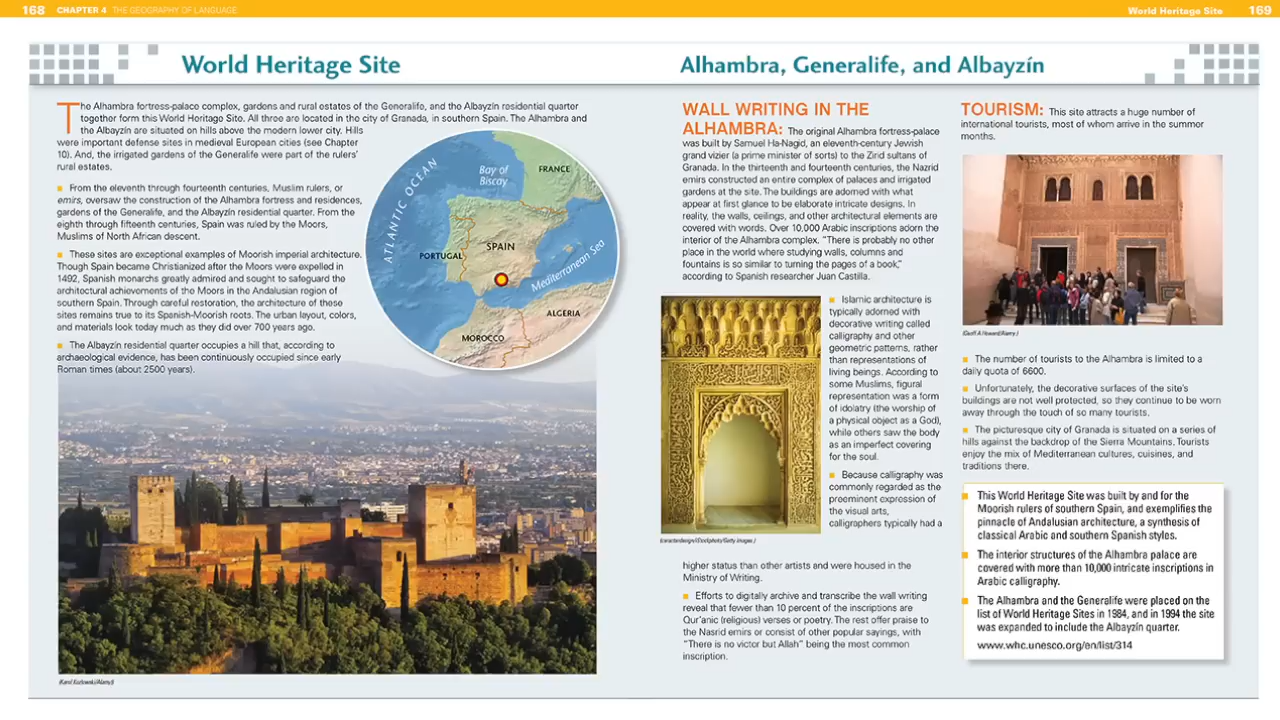 168 CHAPTER 4 THE GEOGRAPHY OF LANGUAGE
World Heritage Site 169
World Heritage Site
Alhambra, Generalife, and Albayzín
The Alhambra fortress-palace complex, gardens and rural estates of the Generalife, and the Albayzín residential quarter
together form this World Heritage Site. All three are located in the city of Granada, in southern Spain. The Alhambra and
the Albayzín are situated on hills above the modern lower city. Hills
were important defense sites in medieval European cities (see Chapter
10). And, the irrigated gardens of the Generalife were part of the rulers'
rural estates.
■ From the eleventh through fourteenth centuries, Muslim rulers, or
emirs, oversaw the construction of the Alhambra fortress and residences,
gardens of the Generalife, and the Albayzín residential quarter. From the
eighth through fifteenth centuries, Spain was ruled by the Moors,
Muslims of North African descent.
■ These sites are exceptional examples of Moorish imperial architecture.
Though Spain became Christianized after the Moors were expelled in
1492, Spanish monarchs greatly admired and sought to safeguard the
architectural achievements of the Moors in the Andalusian region of
southern Spain. Through careful restoration, the architecture of these
sites remains true to its Spanish-Moorish roots. The urban layout, colors,
and materials look today much as they did over 700 years ago.
■ The Albayzín residential quarter occupies a hill that, according to
archaeological evidence, has been continuously occupied since early
Roman times (about 2500 years).
ATLANTIC OCEAN
Bay of
Biscay
FRANCE
PORTUGAL
SPAIN
Mediterranean Sea
ALGERIA
MOROCCO
(Karol Kozlowski/Alamy)
WALL WRITING IN THE
ALHAMBRA: The original Alhambra fortress-palace
was built by Samuel Ha-Nagid, an eleventh-century Jewish
grand vizier (a prime minister of sorts) to the Zirid sultans of
Granada. In the thirteenth and fourteenth centuries, the Nazrid
emirs constructed an entire complex of palaces and irrigated
gardens at the site. The buildings are adorned with what
appear at first glance to be elaborate intricate designs. In
reality, the walls, ceilings, and other architectural elements are
covered with words. Over 10,000 Arabic inscriptions adorn the
interior of the Alhambra complex. "There is probably no other
place in the world where studying walls, columns and
fountains is so similar to turning the pages of a book,"
according to Spanish researcher Juan Castilla.
■ Islamic architecture is
typically adorned with
decorative writing called
calligraphy and other
geometric patterns, rather
than representations of
living beings. According to
some Muslims, figural
representation was a form
of idolatry (the worship of
a physical object as a God),
while others saw the body
as an imperfect covering
for the soul.
■ Because calligraphy was
commonly regarded as the
preeminent expression of
the visual arts,
calligraphers typically had a
higher status than other artists and were housed in the
Ministry of Writing.
■ Efforts to digitally archive and transcribe the wall writing
reveal that fewer than 10 percent of the inscriptions are
Qur'anic (religious) verses or poetry. The rest offer praise to
the Nasrid emirs or consist of other popular sayings, with
"There is no victor but Allah" being the most common
inscription.
TOURISM: This site attracts a huge number of
international tourists, most of whom arrive in the summer
months.
(Geoff A Howard/Alamy)
■ The number of tourists to the Alhambra is limited to a
daily quota of 6600.
■ Unfortunately, the decorative surfaces of the site's
buildings are not well protected, so they continue to be worn
away through the touch of so many tourists.
■ The picturesque city of Granada is situated on a series of
hills against the backdrop of the Sierra Mountains. Tourists
enjoy the mix of Mediterranean cultures, cuisines, and
traditions there.
■ This World Heritage Site was built by and for the
Moorish rulers of southern Spain, and exemplifies the
pinnacle of Andalusian architecture, a synthesis of
classical Arabic and southern Spanish styles.
■ The interior structures of the Alhambra palace are
covered with more than 10,000 intricate inscriptions in
Arabic calligraphy.
■ The Alhambra and the Generalife were placed on the
list of World Heritage Sites in 1984, and in 1994 the site
was expanded to include the Albayzín quarter.
www.whc.unesco.org/en/list/314